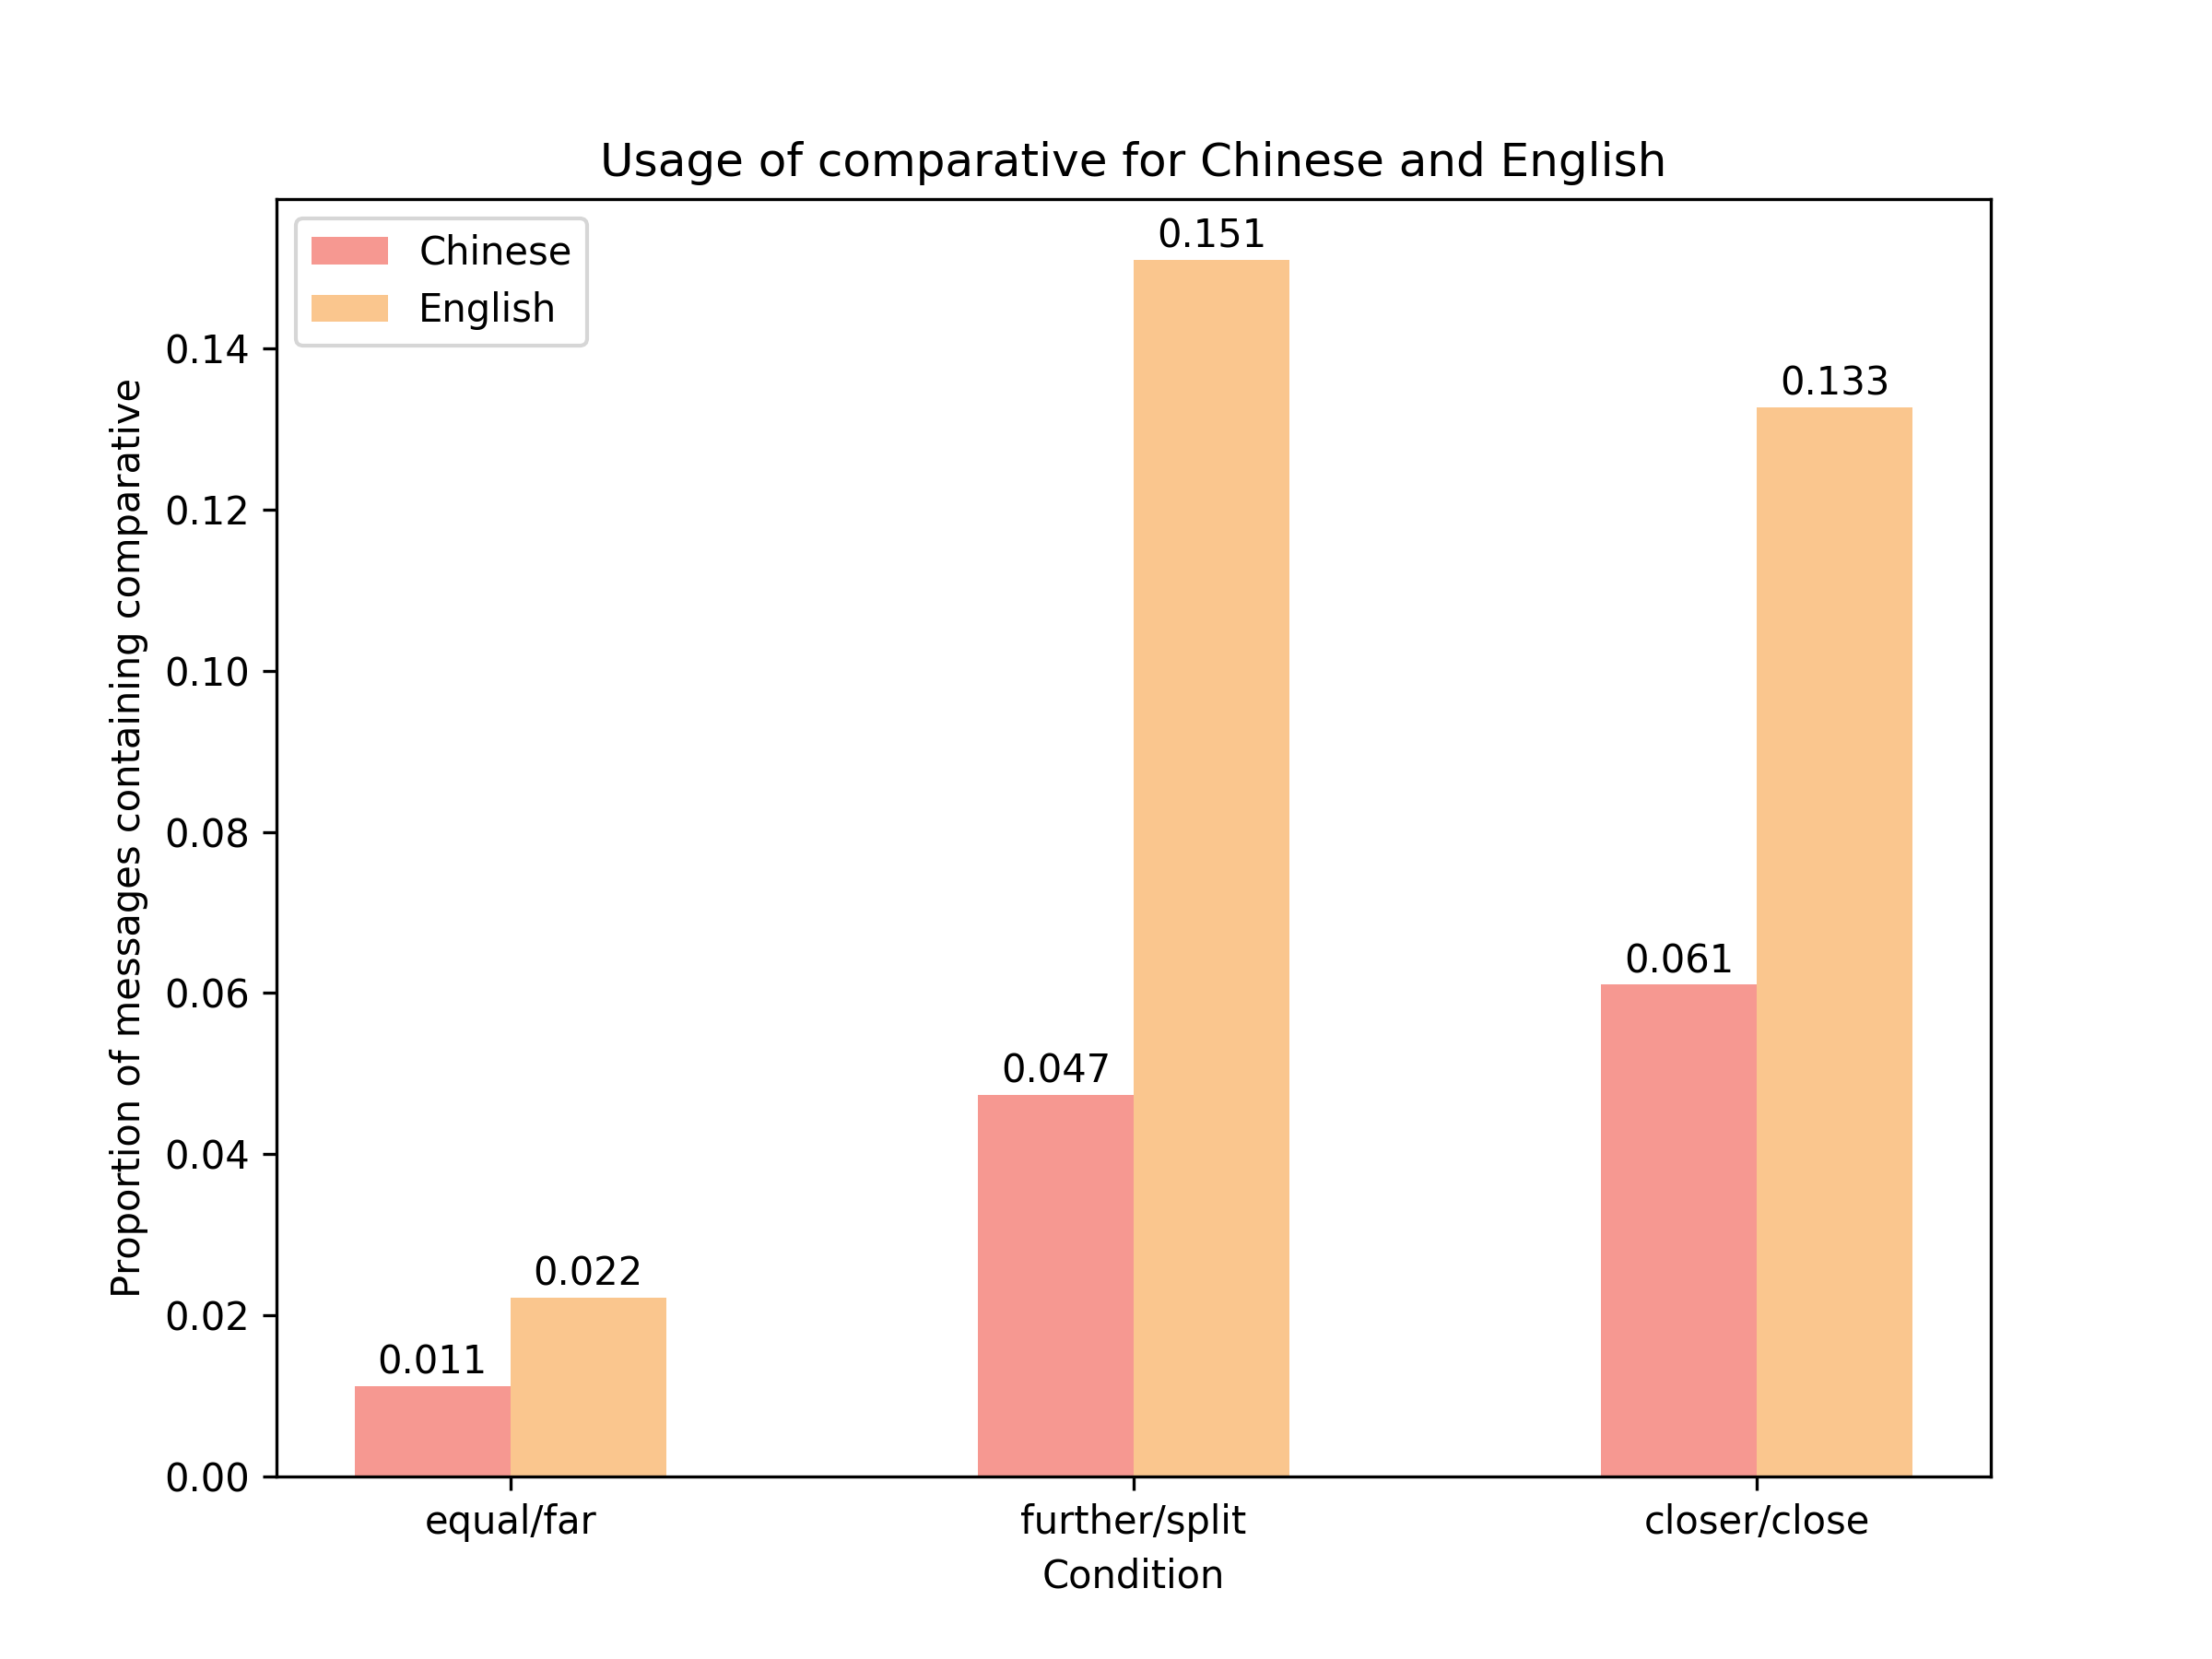 Usage of comparative for Chinese and English
Chinese
English
Proportion of messages containing comparative
0.14
0.12
0.10
0.08
0.06
0.04
0.02
0.00
0.011
0.022
0.047
0.151
0.061
0.133
equal/far
further/split
closer/close
Condition